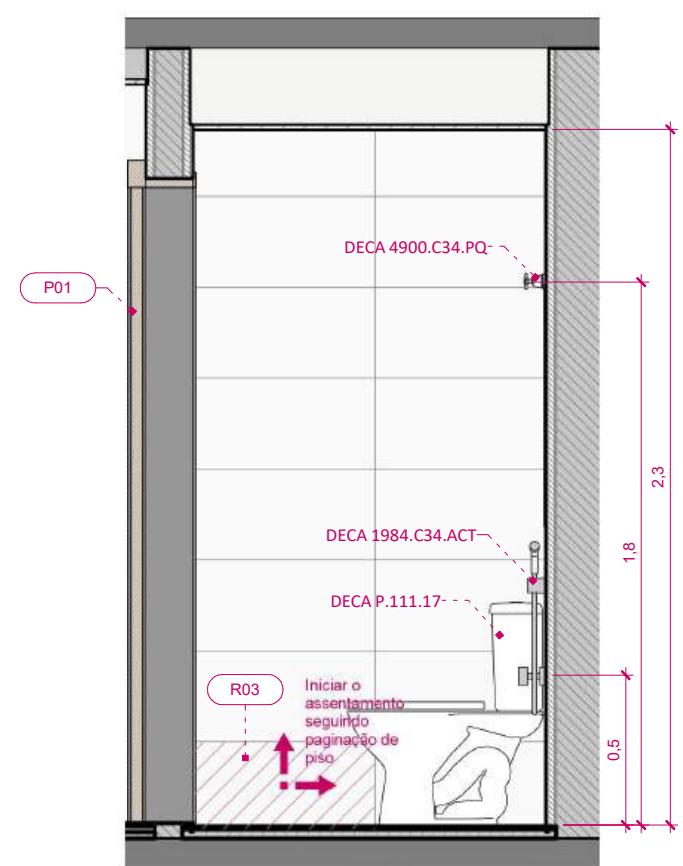 DECA 4900.C34.PQ
P01
2,3
1,8
DECA 1984.C34.ACT
DECA P.111.17
R03
Iniciar o
assentamento
seguindo
paginação de
piso
0,5